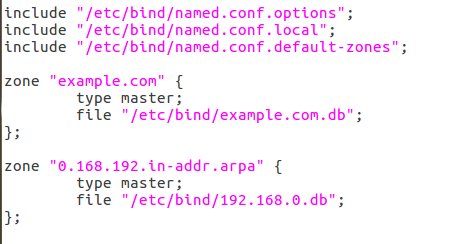 include "/etc/bind/named.conf.options";
include "/etc/bind/named.conf.local";
include "/etc/bind/named.conf.default-zones";
zone "example.com" {
type master;
file "/etc/bind/example.com.db";
};
zone "0.168.192.in-addr.arpa" {
type master;
file "/etc/bind/192.168.0.db";
};